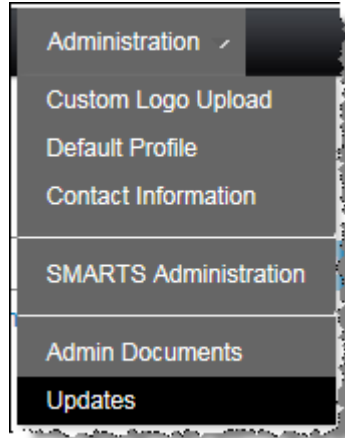 Administration
Custom Logo Upload
Default Profile
Contact Information
SMARTS Administration
Admin Documents
Updates